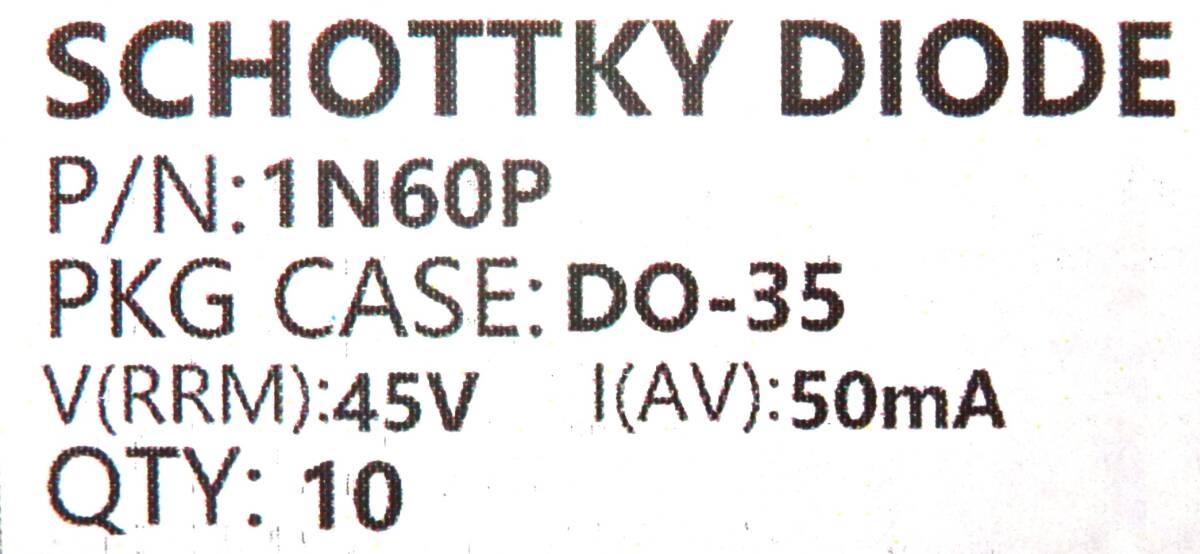 SCHOTTKY DIODE
P/N:1N60P
PKG CASE:DO-35
V(RRM):45V I(AV):50mA
QTY: 10